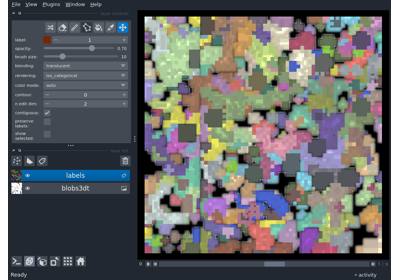 File View Plugins Window Help
label: 1
opacity: 0.70
brush size: 10
blending: translucent
rendering: iso_categorical
color mode: auto
contour: 0
n edit dim: 2
contiguous:
preserve labels:
show selected:
labels
blobs3dt
Ready
activity